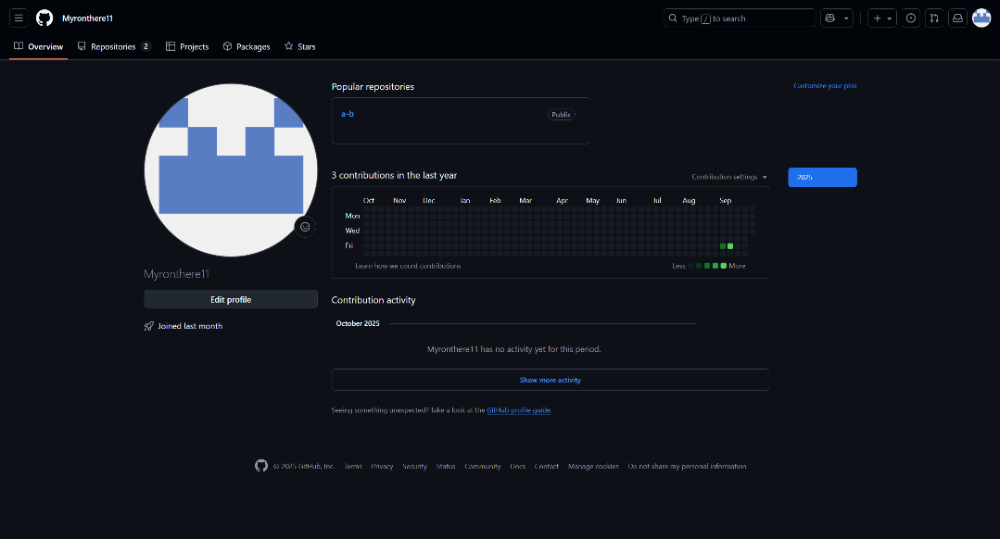 Myronthere11
Type / to search
Overview Repositories 2 Projects Packages Stars
Popular repositories
Customize your pins
a-b Public
3 contributions in the last year
Contribution settings
2025
Oct Nov Dec Jan Feb Mar Apr May Jun Jul Aug Sep
Mon
Wed
Fri
Learn how we count contributions
Less More
Myronthere11
Edit profile
Joined last month
Contribution activity
October 2025
Myronthere11 has no activity yet for this period.
Show more activity
Seeing something unexpected? Take a look at the GitHub profile guide.
© 2025 GitHub, Inc. Terms Privacy Security Status Community Docs Contact Manage cookies Do not share my personal information